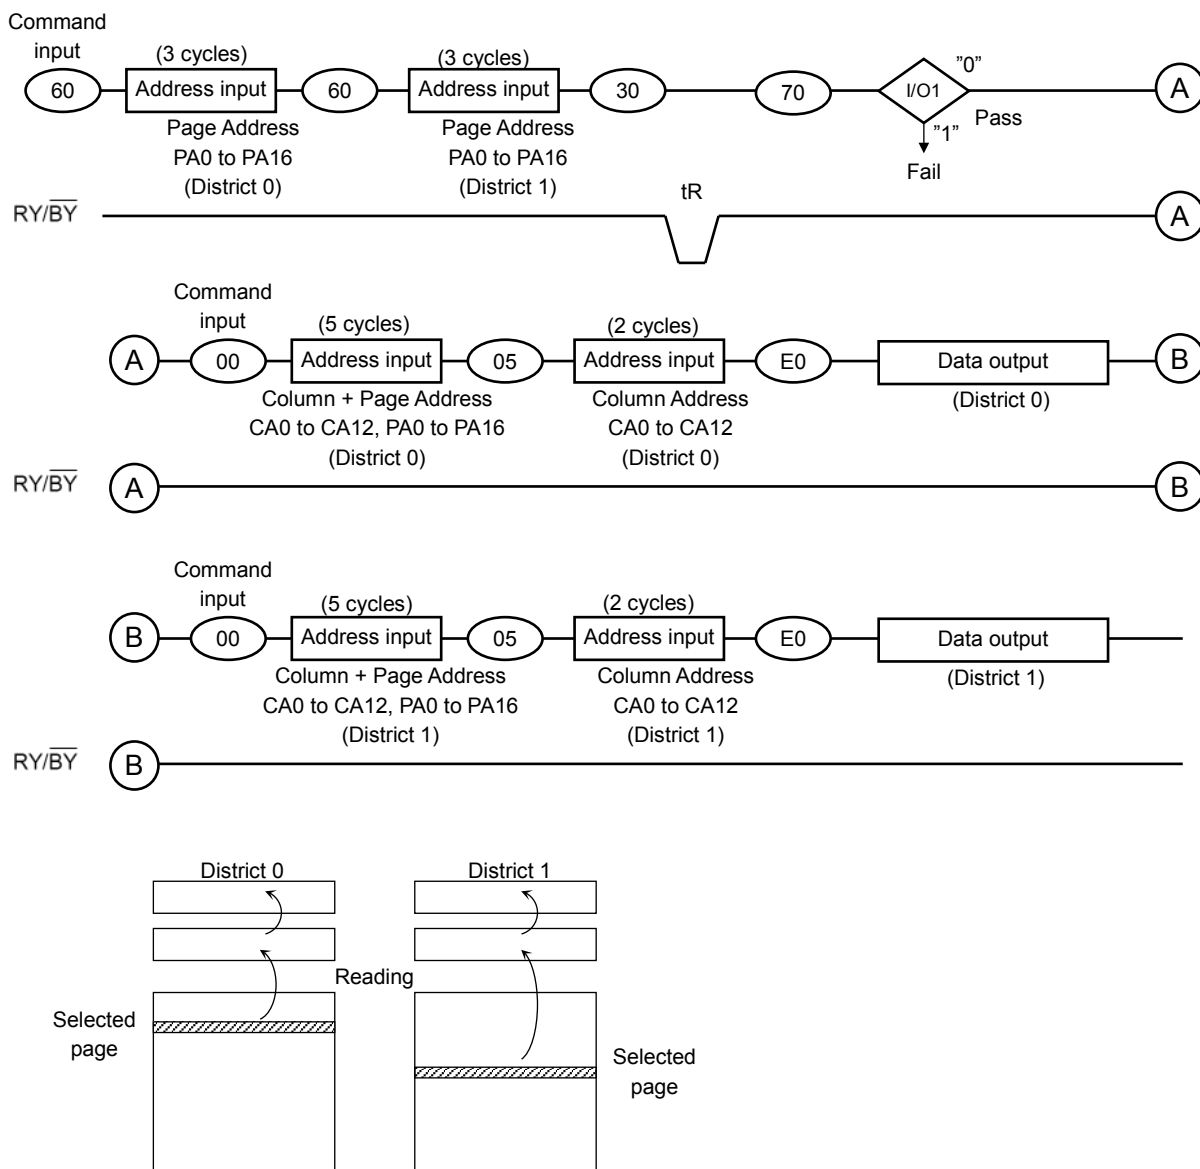 Command
input
(3 cycles)
(3 cycles)
60
Address input
60
Address input
30
70
I/O1
”0”
A
”1”
Pass
Fail
Page Address
PA0 to PA16
(District 0)
Page Address
PA0 to PA16
(District 1)
tR
RY/B̅Y̅
A
Command
input
(5 cycles)
(2 cycles)
A
00
Address input
05
Address input
E0
Data output
B
Column + Page Address
CA0 to CA12, PA0 to PA16
(District 0)
Column Address
CA0 to CA12
(District 0)
(District 0)
RY/B̅Y̅
A
B
Command
input
(5 cycles)
(2 cycles)
B
00
Address input
05
Address input
E0
Data output
Column + Page Address
CA0 to CA12, PA0 to PA16
(District 1)
Column Address
CA0 to CA12
(District 1)
(District 1)
RY/B̅Y̅
B
District 0
District 1
Reading
Selected
page
Selected
page